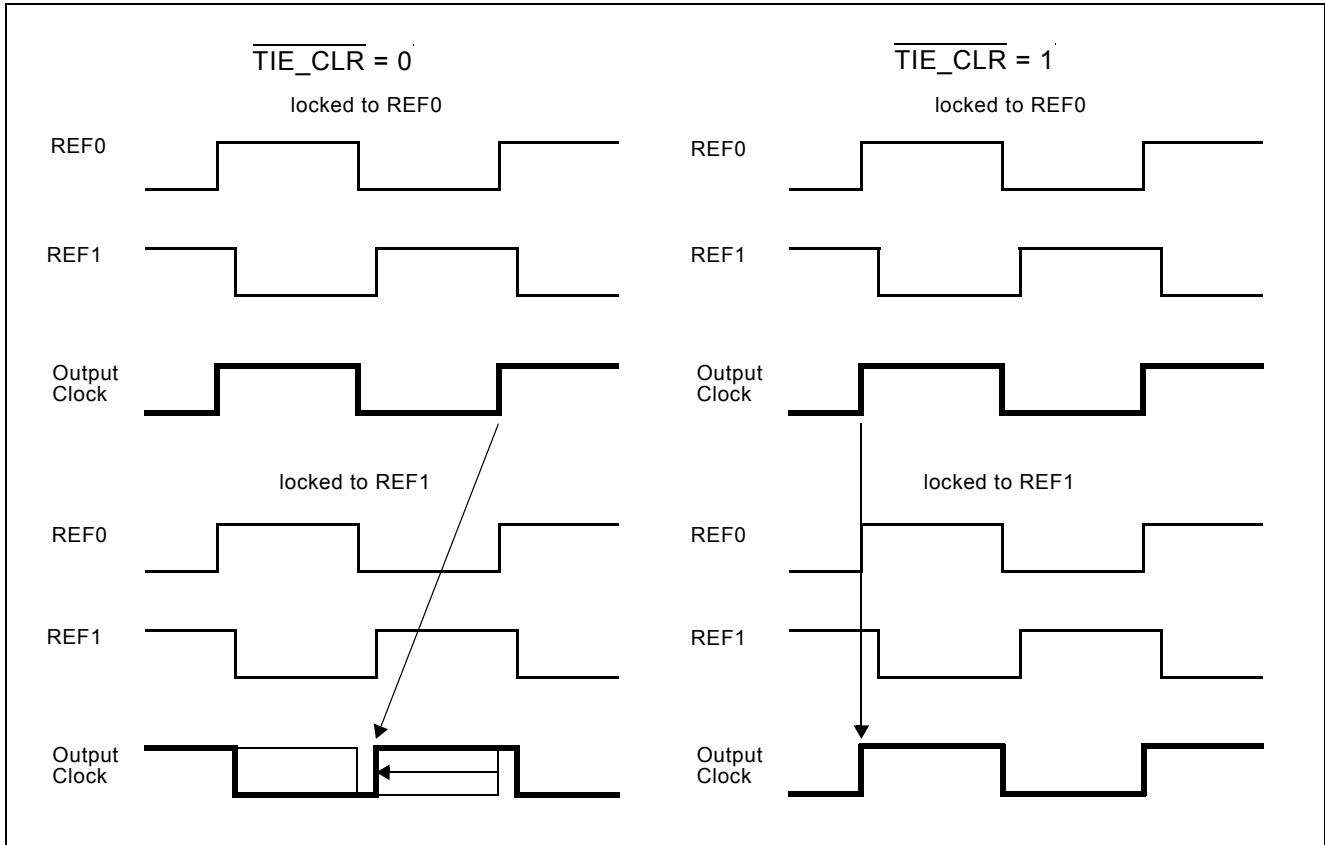 TIE_CLR = 0
locked to REF0
REF0
REF1
Output
Clock
locked to REF1
REF0
REF1
Output
Clock
TIE_CLR = 1
locked to REF0
REF0
REF1
Output
Clock
locked to REF1
REF0
REF1
Output
Clock